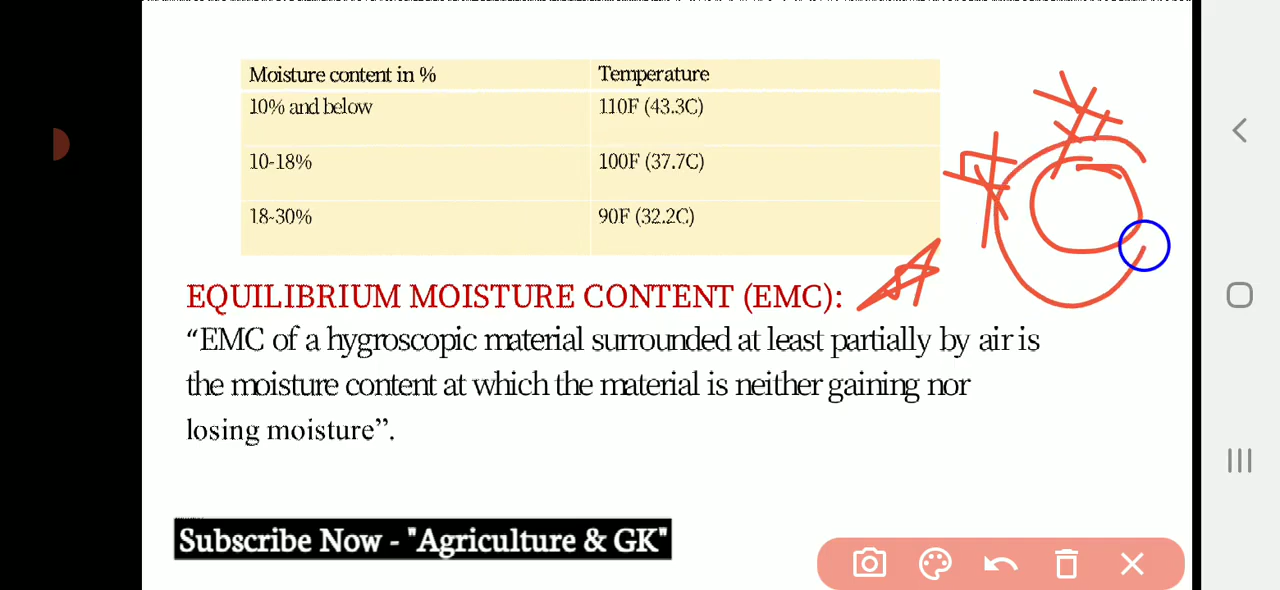 Moisture content in % Temperature
10% and below 110F (43.3C)
10-18% 100F (37.7C)
18-30% 90F (32.2C)
EQUILIBRIUM MOISTURE CONTENT (EMC):
“EMC of a hygroscopic material surrounded at least partially by air is
the moisture content at which the material is neither gaining nor
losing moisture”.
Subscribe Now - "Agriculture & GK"